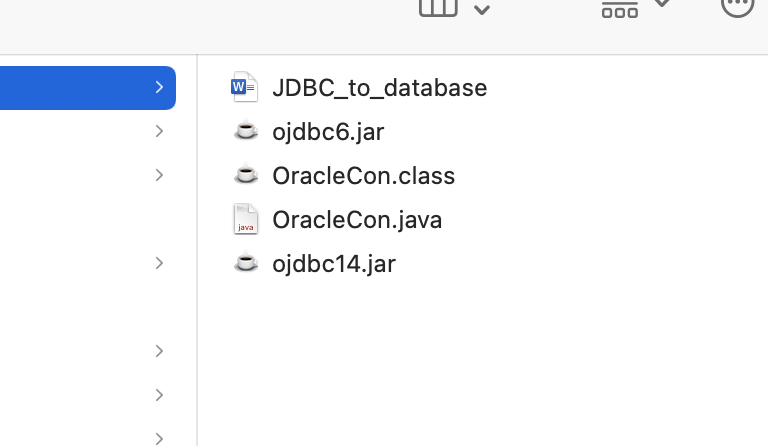 JDBC_to_database
ojdbc6.jar
OracleCon.class
OracleCon.java
ojdbc14.jar